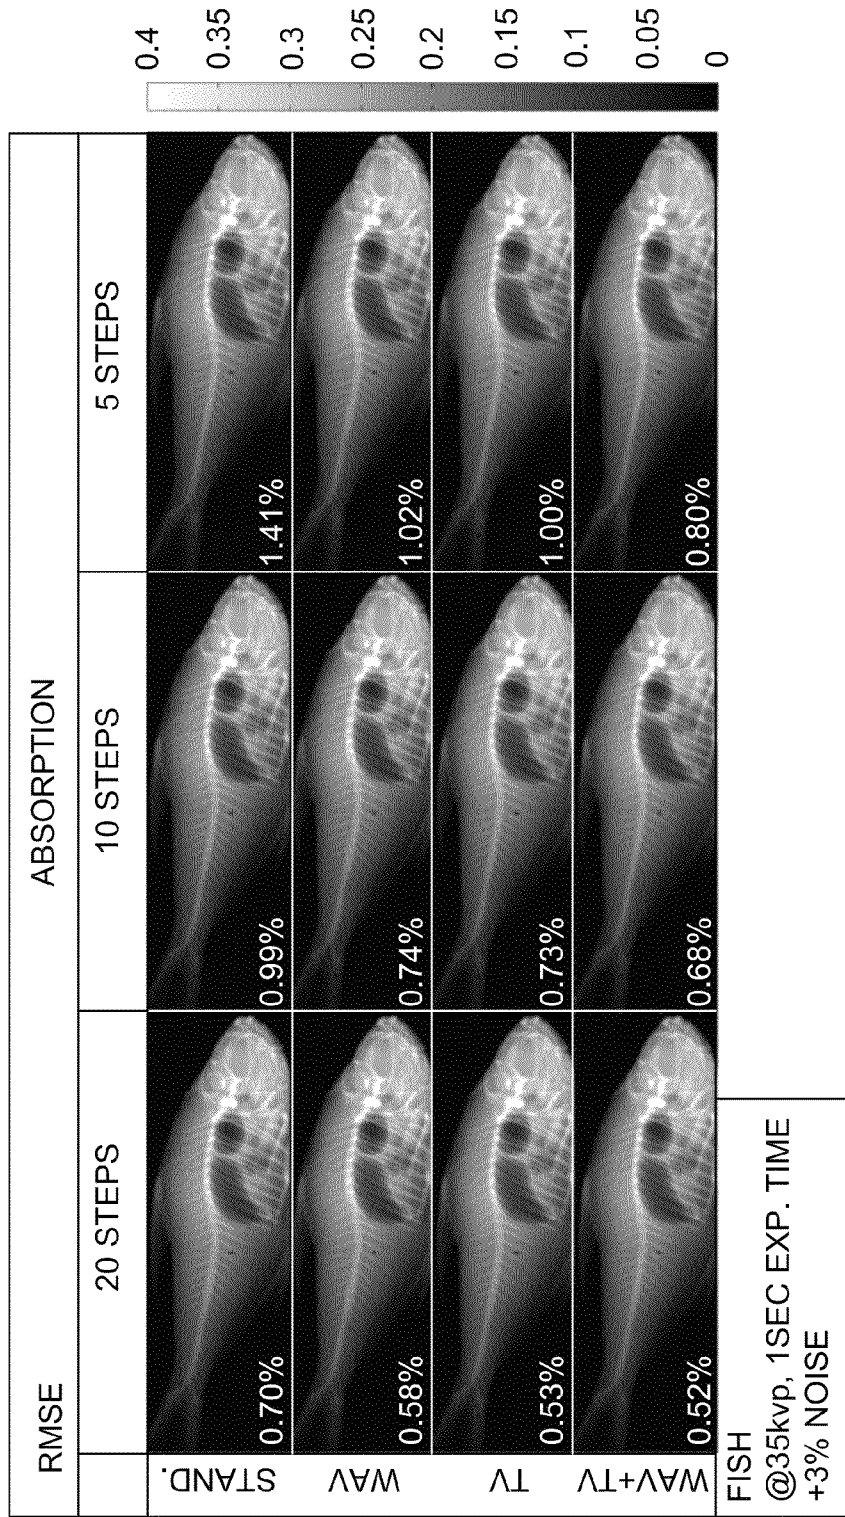 RMSE
ABSORPTION
20 STEPS
10 STEPS
5 STEPS
STAND.
0.70%
0.99%
1.41%
WAV
0.58%
0.74%
1.02%
TV
0.53%
0.73%
1.00%
WAV+TV
0.52%
0.68%
0.80%
0.4
0.35
0.3
0.25
0.2
0.15
0.1
0.05
0
FISH
@35kvp, 1SEC EXP. TIME
+3% NOISE